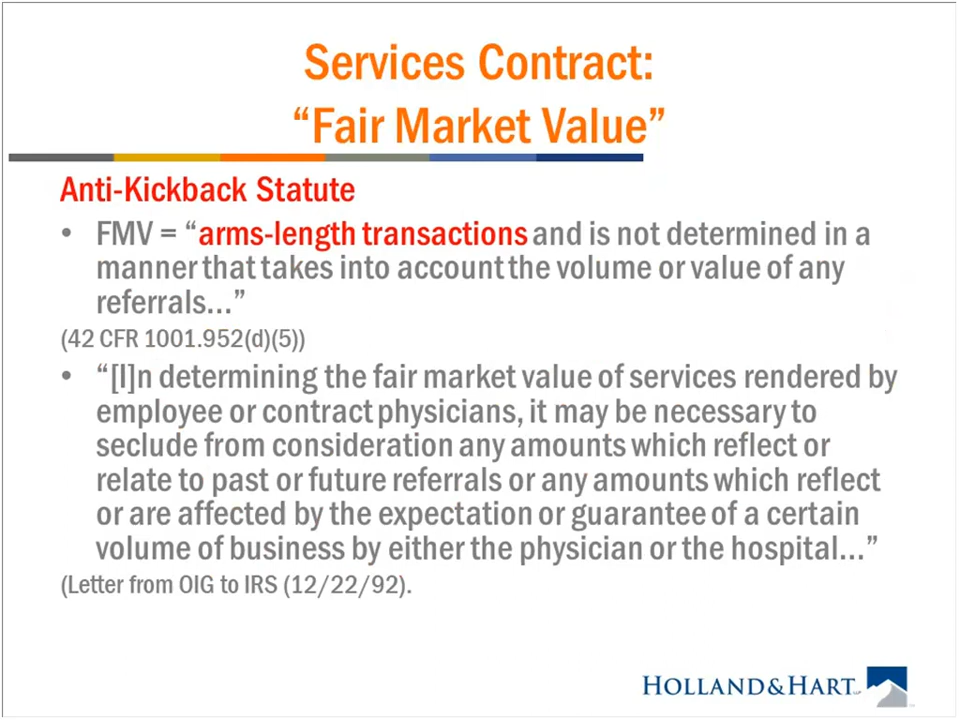 Services Contract:
“Fair Market Value”
Anti-Kickback Statute
• FMV = “arms-length transactions and is not determined in a
manner that takes into account the volume or value of any
referrals...”
(42 CFR 1001.952(d)(5))
• “[I]n determining the fair market value of services rendered by
employee or contract physicians, it may be necessary to
seclude from consideration any amounts which reflect or
relate to past or future referrals or any amounts which reflect
or are affected by the expectation or guarantee of a certain
volume of business by either the physician or the hospital...”
(Letter from OIG to IRS (12/22/92).
HOLLAND&HART LLP